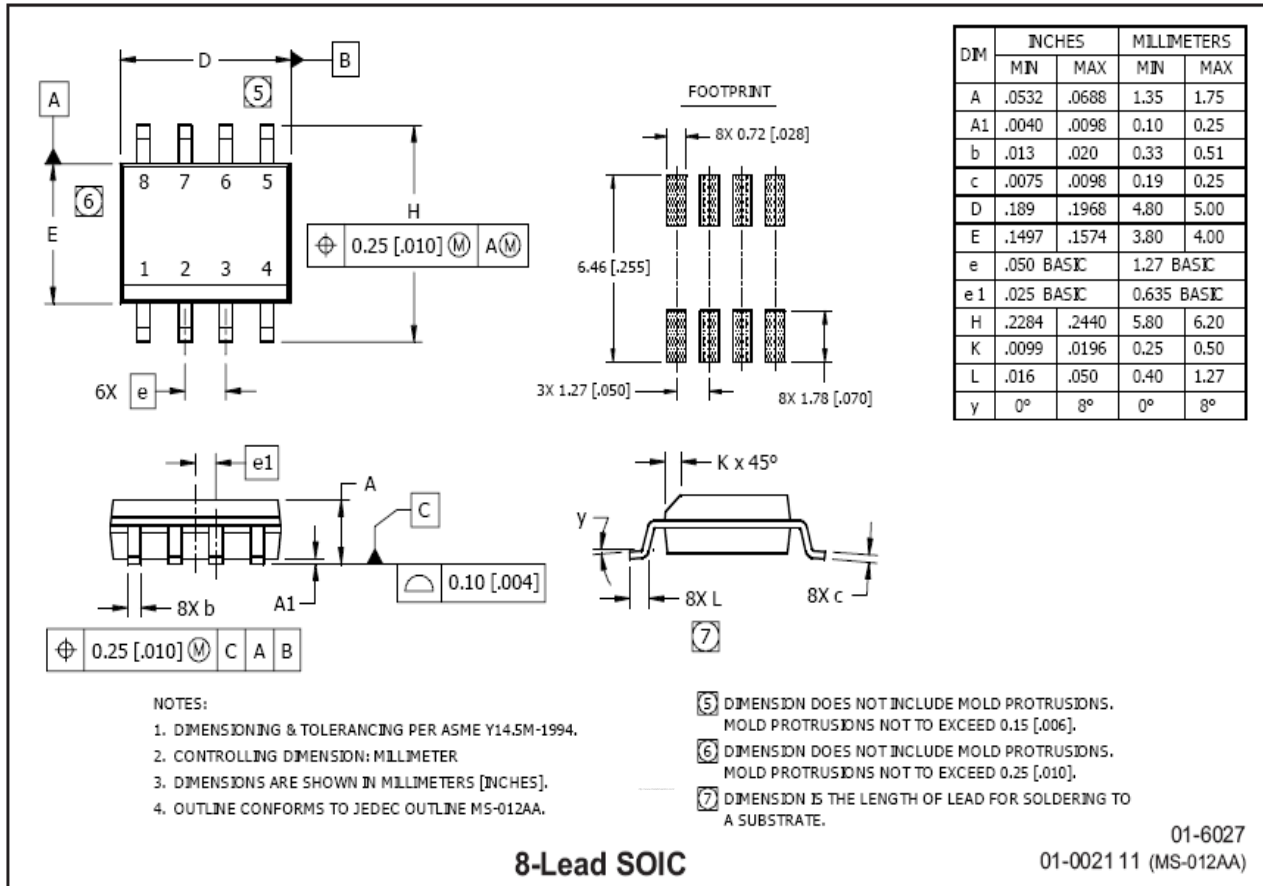 D
B
5
A
8 7 6 5
6
E
H
⌖ 0.25 [.010] Ⓜ A Ⓜ
1 2 3 4
6X e
FOOTPRINT
8X 0.72 [.028]
6.46 [.255]
3X 1.27 [.050]
8X 1.78 [.070]
DIM INCHES MILLIMETERS
MIN MAX MIN MAX
A .0532 .0688 1.35 1.75
A1 .0040 .0098 0.10 0.25
b .013 .020 0.33 0.51
c .0075 .0098 0.19 0.25
D .189 .1968 4.80 5.00
E .1497 .1574 3.80 4.00
e .050 BASIC 1.27 BASIC
e1 .025 BASIC 0.635 BASIC
H .2284 .2440 5.80 6.20
K .0099 .0196 0.25 0.50
L .016 .050 0.40 1.27
y 0° 8° 0° 8°
e1
A
C
⌓ 0.10 [.004]
8X b
A1
⌖ 0.25 [.010] Ⓜ C A B
K x 45º
y
8X L
8X c
7
NOTES:
1. DIMENSIONING & TOLERANCING PER ASME Y14.5M-1994.
2. CONTROLLING DIMENSION: MILLIMETER
3. DIMENSIONS ARE SHOWN IN MILLIMETERS [INCHES].
4. OUTLINE CONFORMS TO JEDEC OUTLINE MS-012AA.
5 DIMENSION DOES NOT INCLUDE MOLD PROTRUSIONS.
MOLD PROTRUSIONS NOT TO EXCEED 0.15 [.006].
6 DIMENSION DOES NOT INCLUDE MOLD PROTRUSIONS.
MOLD PROTRUSIONS NOT TO EXCEED 0.25 [.010].
7 DIMENSION IS THE LENGTH OF LEAD FOR SOLDERING TO
A SUBSTRATE.
8-Lead SOIC
01-6027
01-0021 11 (MS-012AA)